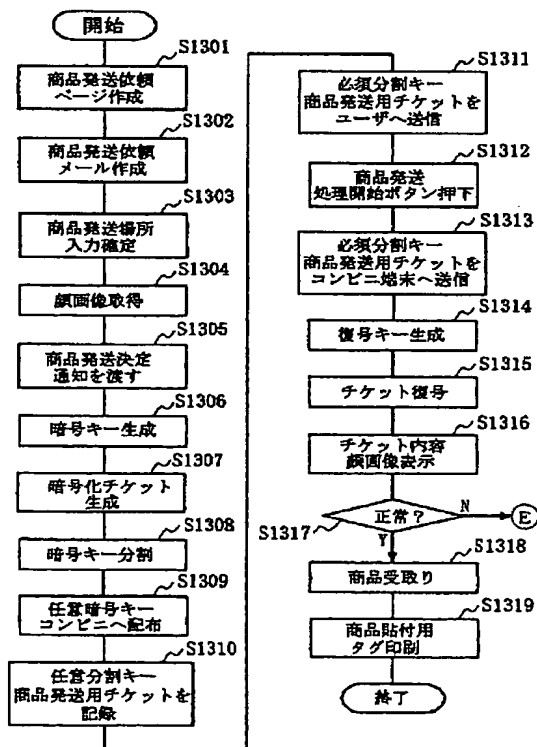 開始
S1301
商品発送依頼
ページ作成
S1302
商品発送依頼
メール作成
S1303
商品発送場所
入力確定
S1304
顔画像取得
S1305
商品発送決定
通知を渡す
S1306
暗号キー生成
S1307
暗号化チケット
生成
S1308
暗号キー分割
S1309
任意暗号キー
コンビニへ配布
S1310
任意分割キー
商品発送用チケットを
記録
S1311
必須分割キー
商品発送用チケットを
ユーザへ送信
S1312
商品発送
処理開始ボタン押下
S1313
必須分割キー
商品発送用チケットを
コンビニ端末へ送信
S1314
復号キー生成
S1315
チケット復号
S1316
チケット内容
顔画像表示
S1317
正常?
N
E
Y
S1318
商品受取り
S1319
商品貼付用
タグ印刷
終了